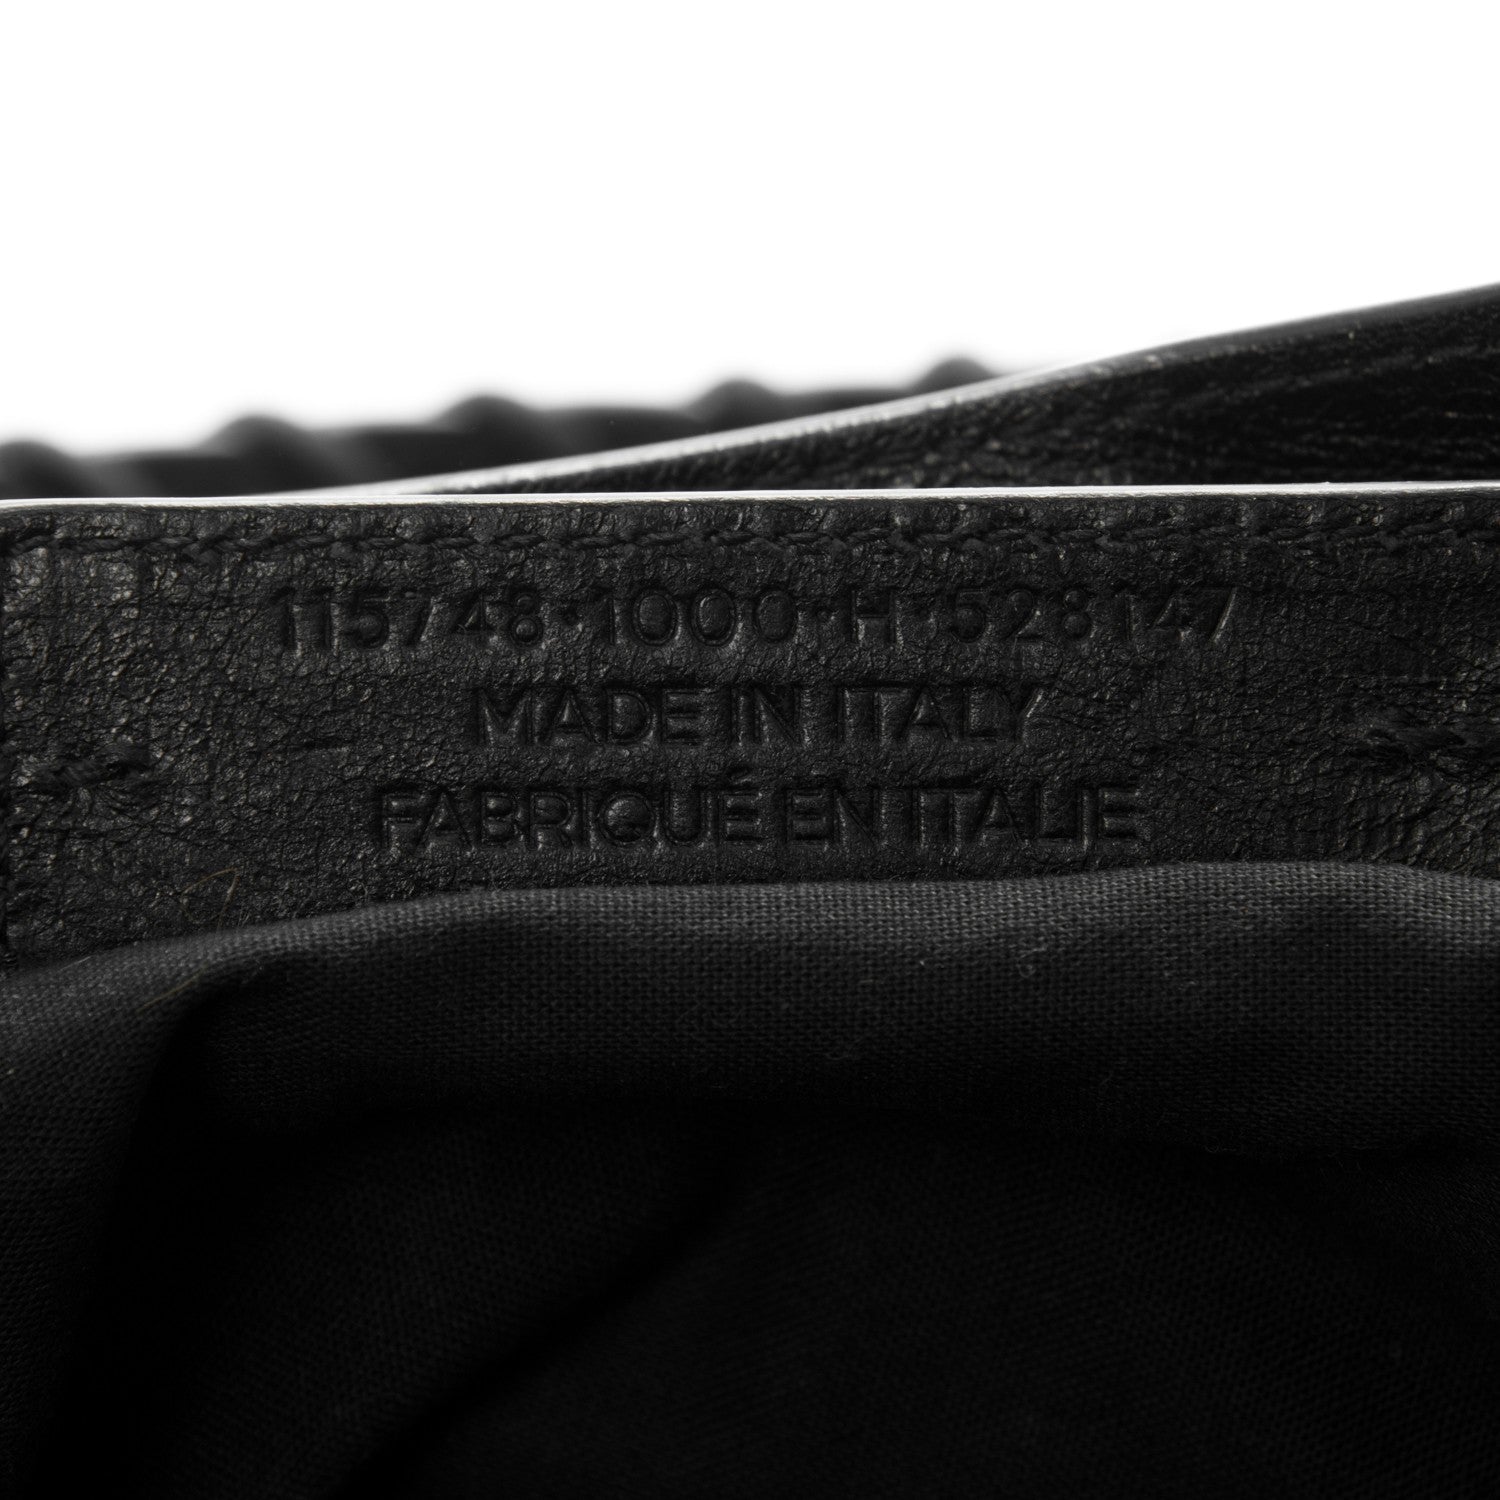 115748·1000·H·528147
MADE IN ITALY
FABRIQUÉ EN ITALIE